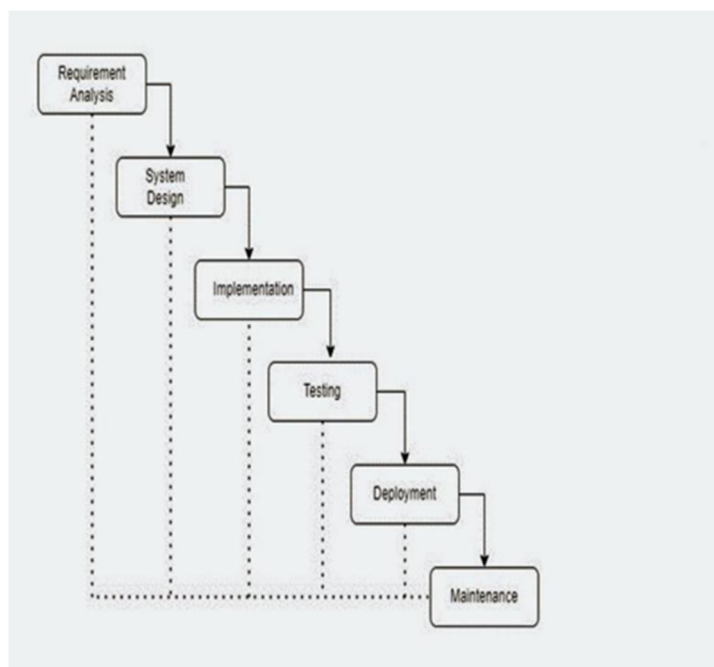 Requirement
Analysis
System
Design
Implementation
Testing
Deployment
Maintenance